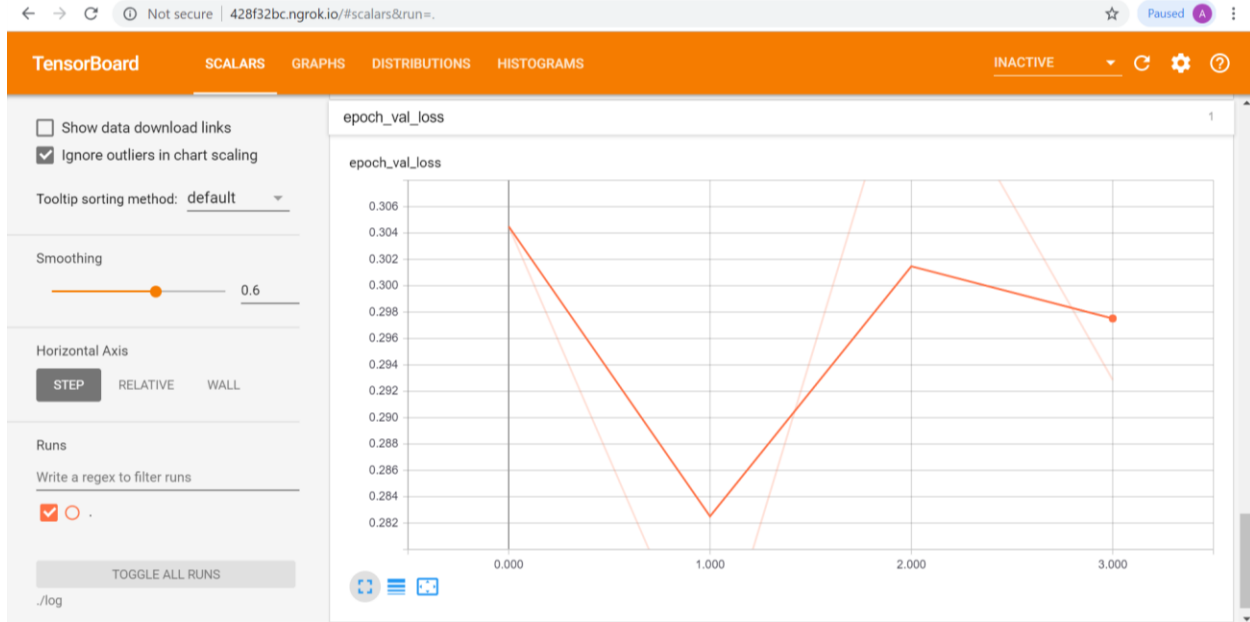 Not secure 428f32bc.ngrok.io/#scalars&run=. Paused A
TensorBoard SCALARS GRAPHS DISTRIBUTIONS HISTOGRAMS INACTIVE
Show data download links
Ignore outliers in chart scaling
Tooltip sorting method: default
Smoothing
0.6
Horizontal Axis
STEP RELATIVE WALL
Runs
Write a regex to filter runs
.
TOGGLE ALL RUNS
./log
epoch_val_loss 1
epoch_val_loss
0.306
0.304
0.302
0.300
0.298
0.296
0.294
0.292
0.290
0.288
0.286
0.284
0.282
0.000 1.000 2.000 3.000